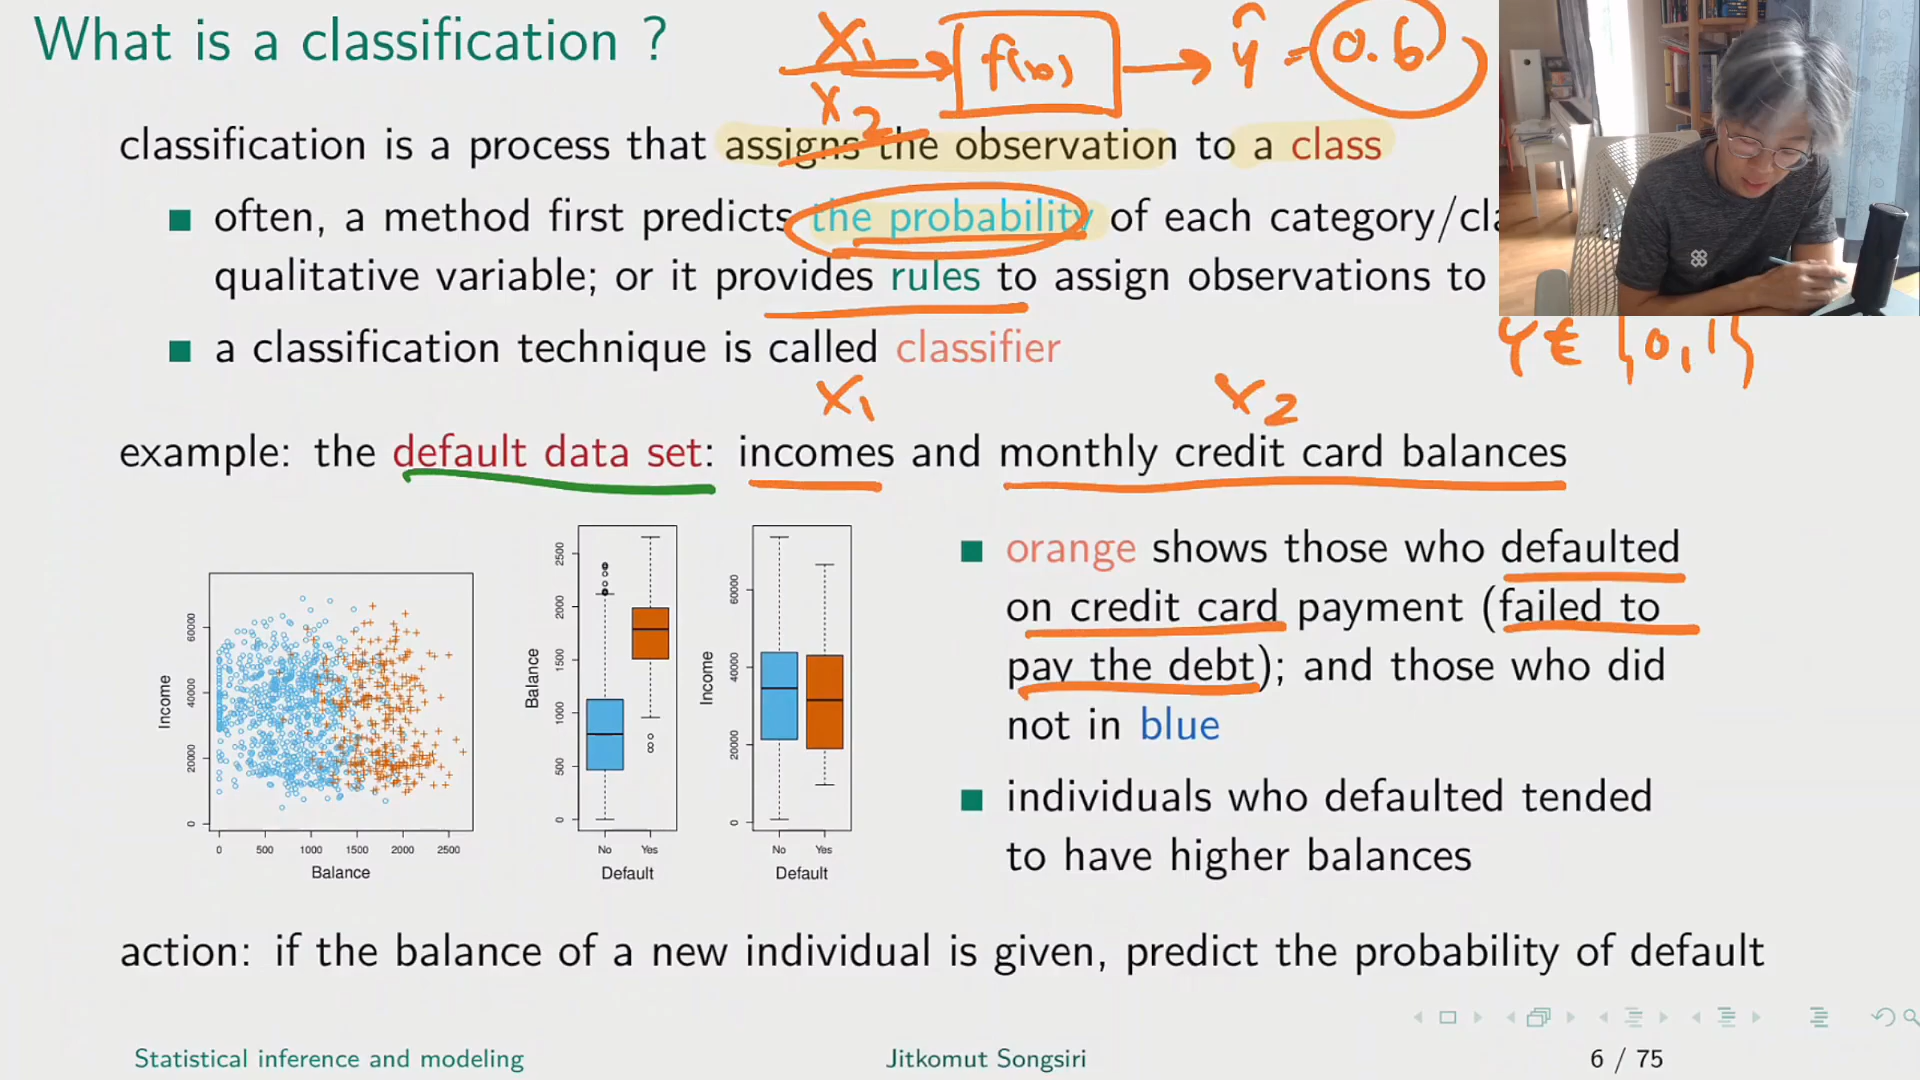 What is a classification ?
X1
X2
f(x)
ŷ = 0.6
classification is a process that assigns the observation to a class
often, a method first predicts the probability of each category/cla
qualitative variable; or it provides rules to assign observations to
a classification technique is called classifier
Y ∈ {0,1}
X1
X2
example: the default data set: incomes and monthly credit card balances
Income
0
20000
40000
60000
0
500
1000
1500
2000
2500
Balance
Balance
0
500
1000
1500
2000
2500
No
Yes
Default
Income
0
20000
40000
60000
No
Yes
Default
orange shows those who defaulted
on credit card payment (failed to
pay the debt); and those who did
not in blue
individuals who defaulted tended
to have higher balances
action: if the balance of a new individual is given, predict the probability of default
Statistical inference and modeling
Jitkomut Songsiri
6 / 75